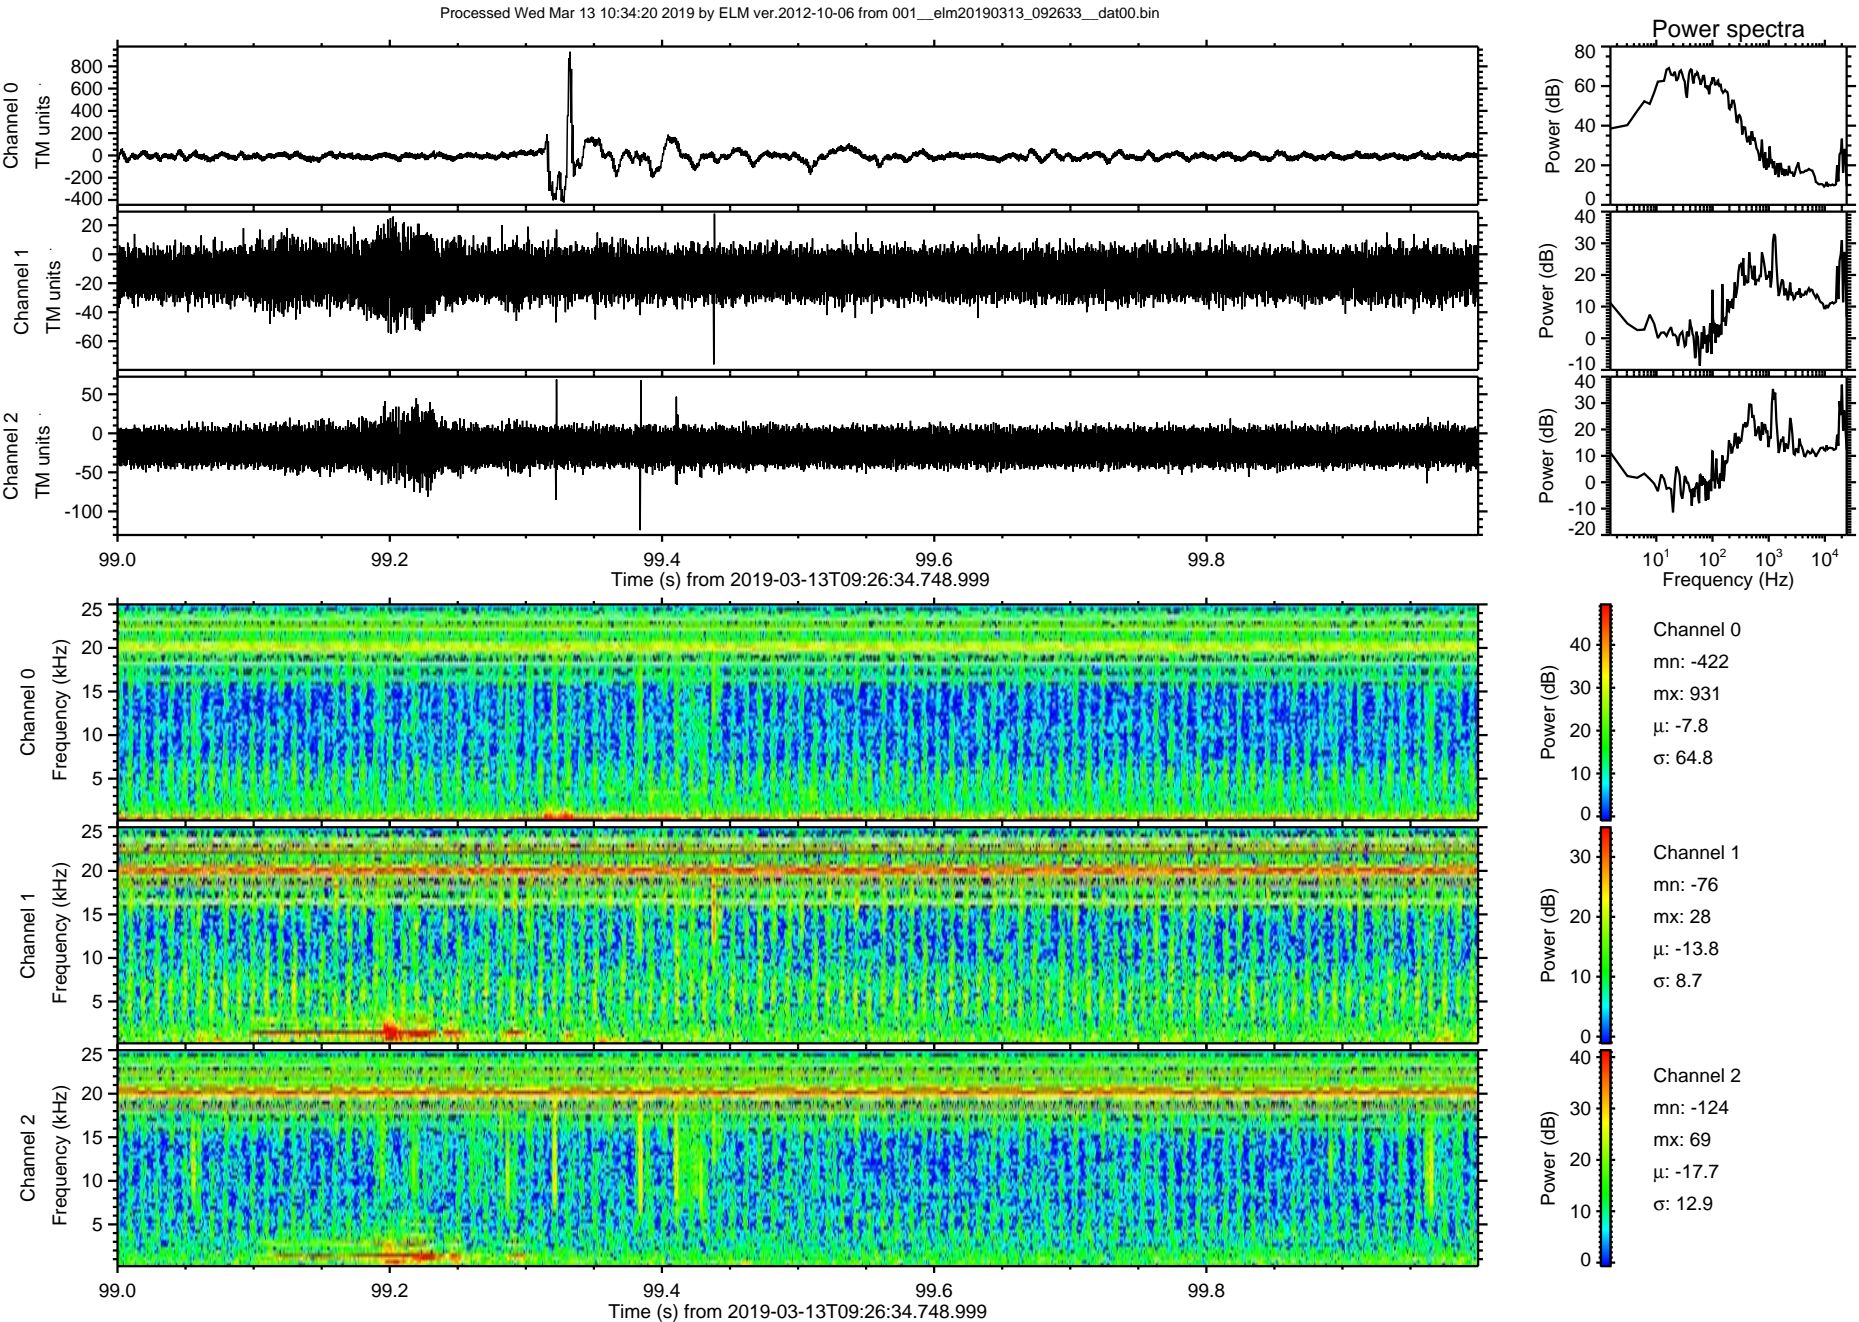 Processed Wed Mar 13 10:34:20 2019 by ELM ver.2012-10-06 from 001__elm20190313_092633__dat00.bin
Power spectra
Channel 0
TM units
800
600
400
200
0
-200
-400
Power (dB)
80
60
40
20
0
Channel 1
TM units
20
0
-20
-40
-60
Power (dB)
40
30
20
10
0
-10
Channel 2
TM units
50
0
-50
-100
Power (dB)
40
30
20
10
0
-10
-20
99.0 99.2 99.4 99.6 99.8
Time (s) from 2019-03-13T09:26:34.748.999
10¹ 10² 10³ 10⁴
Frequency (Hz)
Channel 0
Frequency (kHz)
25
20
15
10
5
Power (dB)
40
30
20
10
0
Channel 0
mn: -422
mx: 931
µ: -7.8
σ: 64.8
Channel 1
Frequency (kHz)
25
20
15
10
5
Power (dB)
30
20
10
0
Channel 1
mn: -76
mx: 28
µ: -13.8
σ: 8.7
Channel 2
Frequency (kHz)
25
20
15
10
5
Power (dB)
40
30
20
10
0
Channel 2
mn: -124
mx: 69
µ: -17.7
σ: 12.9
99.0 99.2 99.4 99.6 99.8
Time (s) from 2019-03-13T09:26:34.748.999